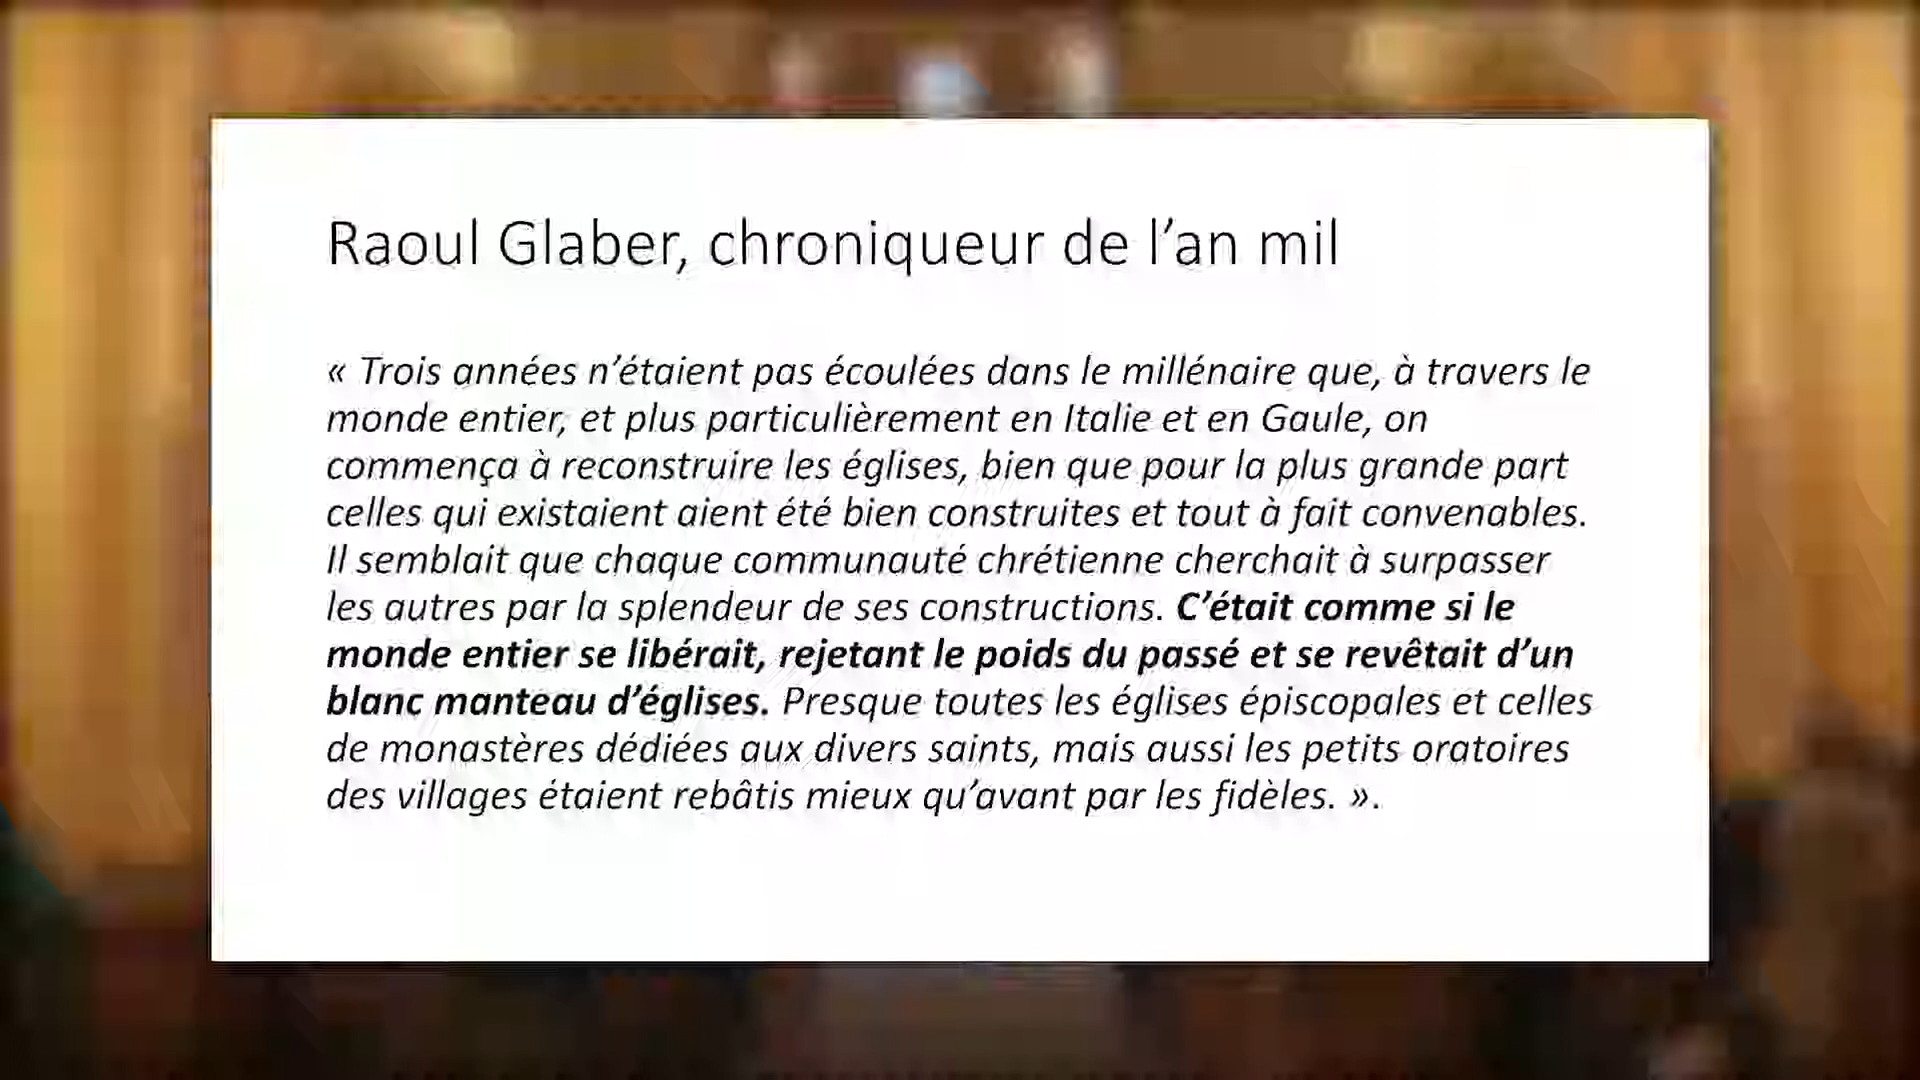 Raoul Glaber, chroniqueur de l’an mil
« Trois années n’étaient pas écoulées dans le millénaire que, à travers le
monde entier, et plus particulièrement en Italie et en Gaule, on
commença à reconstruire les églises, bien que pour la plus grande part
celles qui existaient aient été bien construites et tout à fait convenables.
Il semblait que chaque communauté chrétienne cherchait à surpasser
les autres par la splendeur de ses constructions. C’était comme si le
monde entier se libérait, rejetant le poids du passé et se revêtait d’un
blanc manteau d’églises. Presque toutes les églises épiscopales et celles
de monastères dédiées aux divers saints, mais aussi les petits oratoires
des villages étaient rebâtis mieux qu’avant par les fidèles. ».